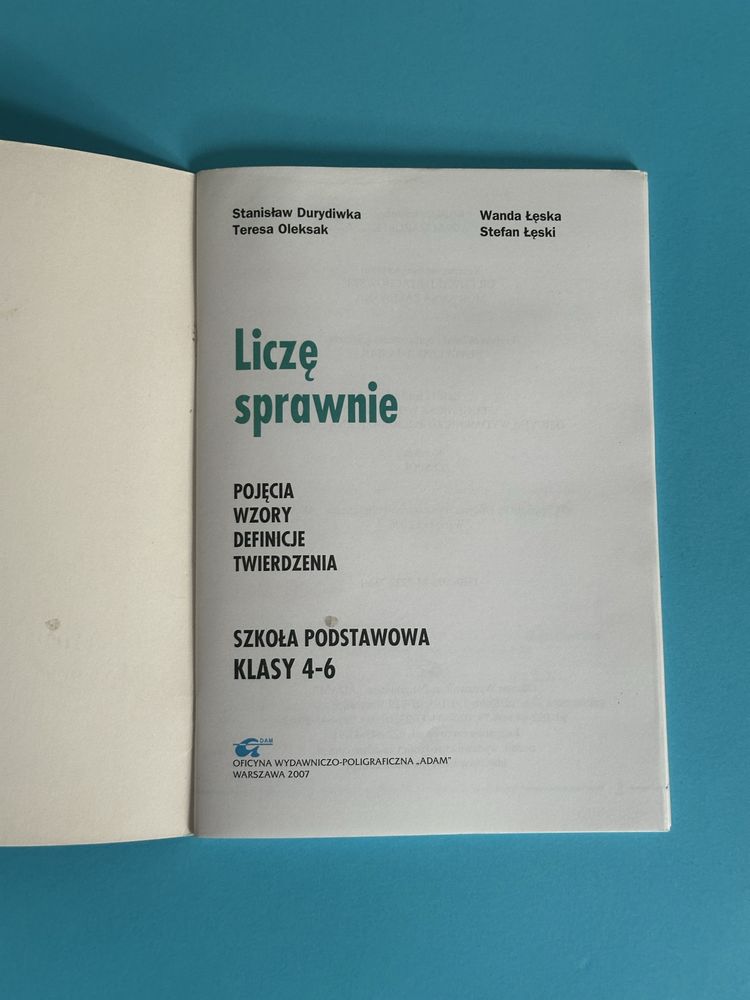 Stanisław Durydiwka
Teresa Oleksak
Wanda Łęska
Stefan Łęski
Liczę
sprawnie
POJĘCIA
WZORY
DEFINICJE
TWIERDZENIA
SZKOŁA PODSTAWOWA
KLASY 4-6
ADAM
OFICYNA WYDAWNICZO-POLIGRAFICZNA „ADAM”
WARSZAWA 2007